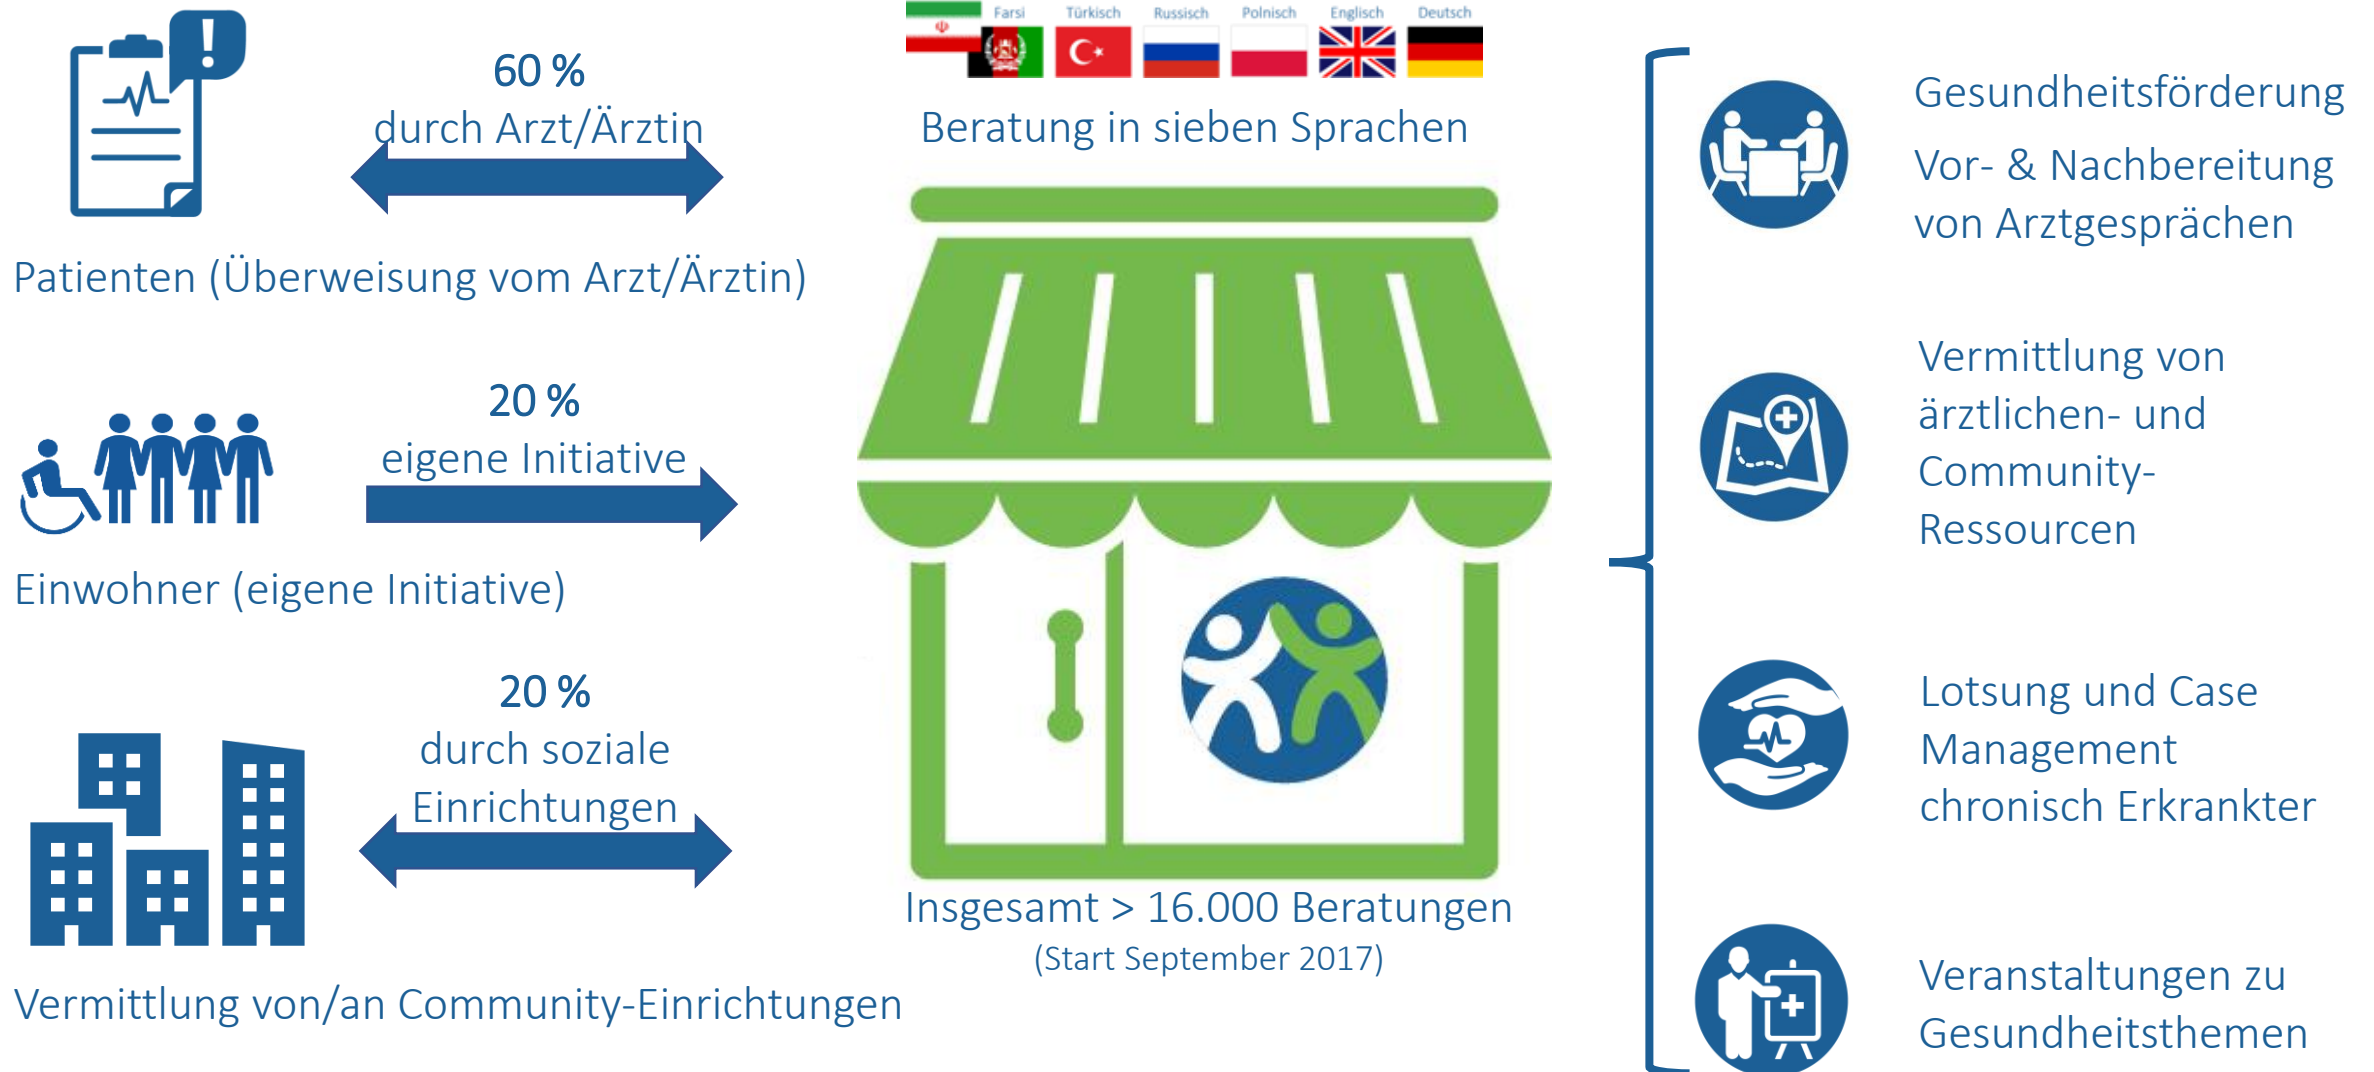 60 %
durch Arzt/Ärztin
Patienten (Überweisung vom Arzt/Ärztin)
20 %
eigene Initiative
Einwohner (eigene Initiative)
20 %
durch soziale
Einrichtungen
Vermittlung von/an Community-Einrichtungen
Farsi Türkisch Russisch Polnisch Englisch Deutsch
Beratung in sieben Sprachen
Insgesamt > 16.000 Beratungen
(Start September 2017)
Gesundheitsförderung
Vor- & Nachbereitung
von Arztgesprächen
Vermittlung von
ärztlichen- und
Community-
Ressourcen
Lotsung und Case
Management
chronisch Erkrankter
Veranstaltungen zu
Gesundheitsthemen